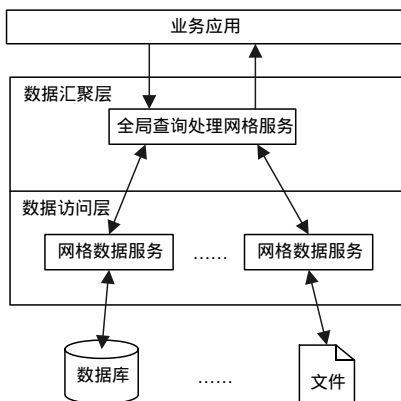 业务应用
数据汇聚层
全局查询处理网格服务
数据访问层
网格数据服务 …… 网格数据服务
数据库 …… 文件